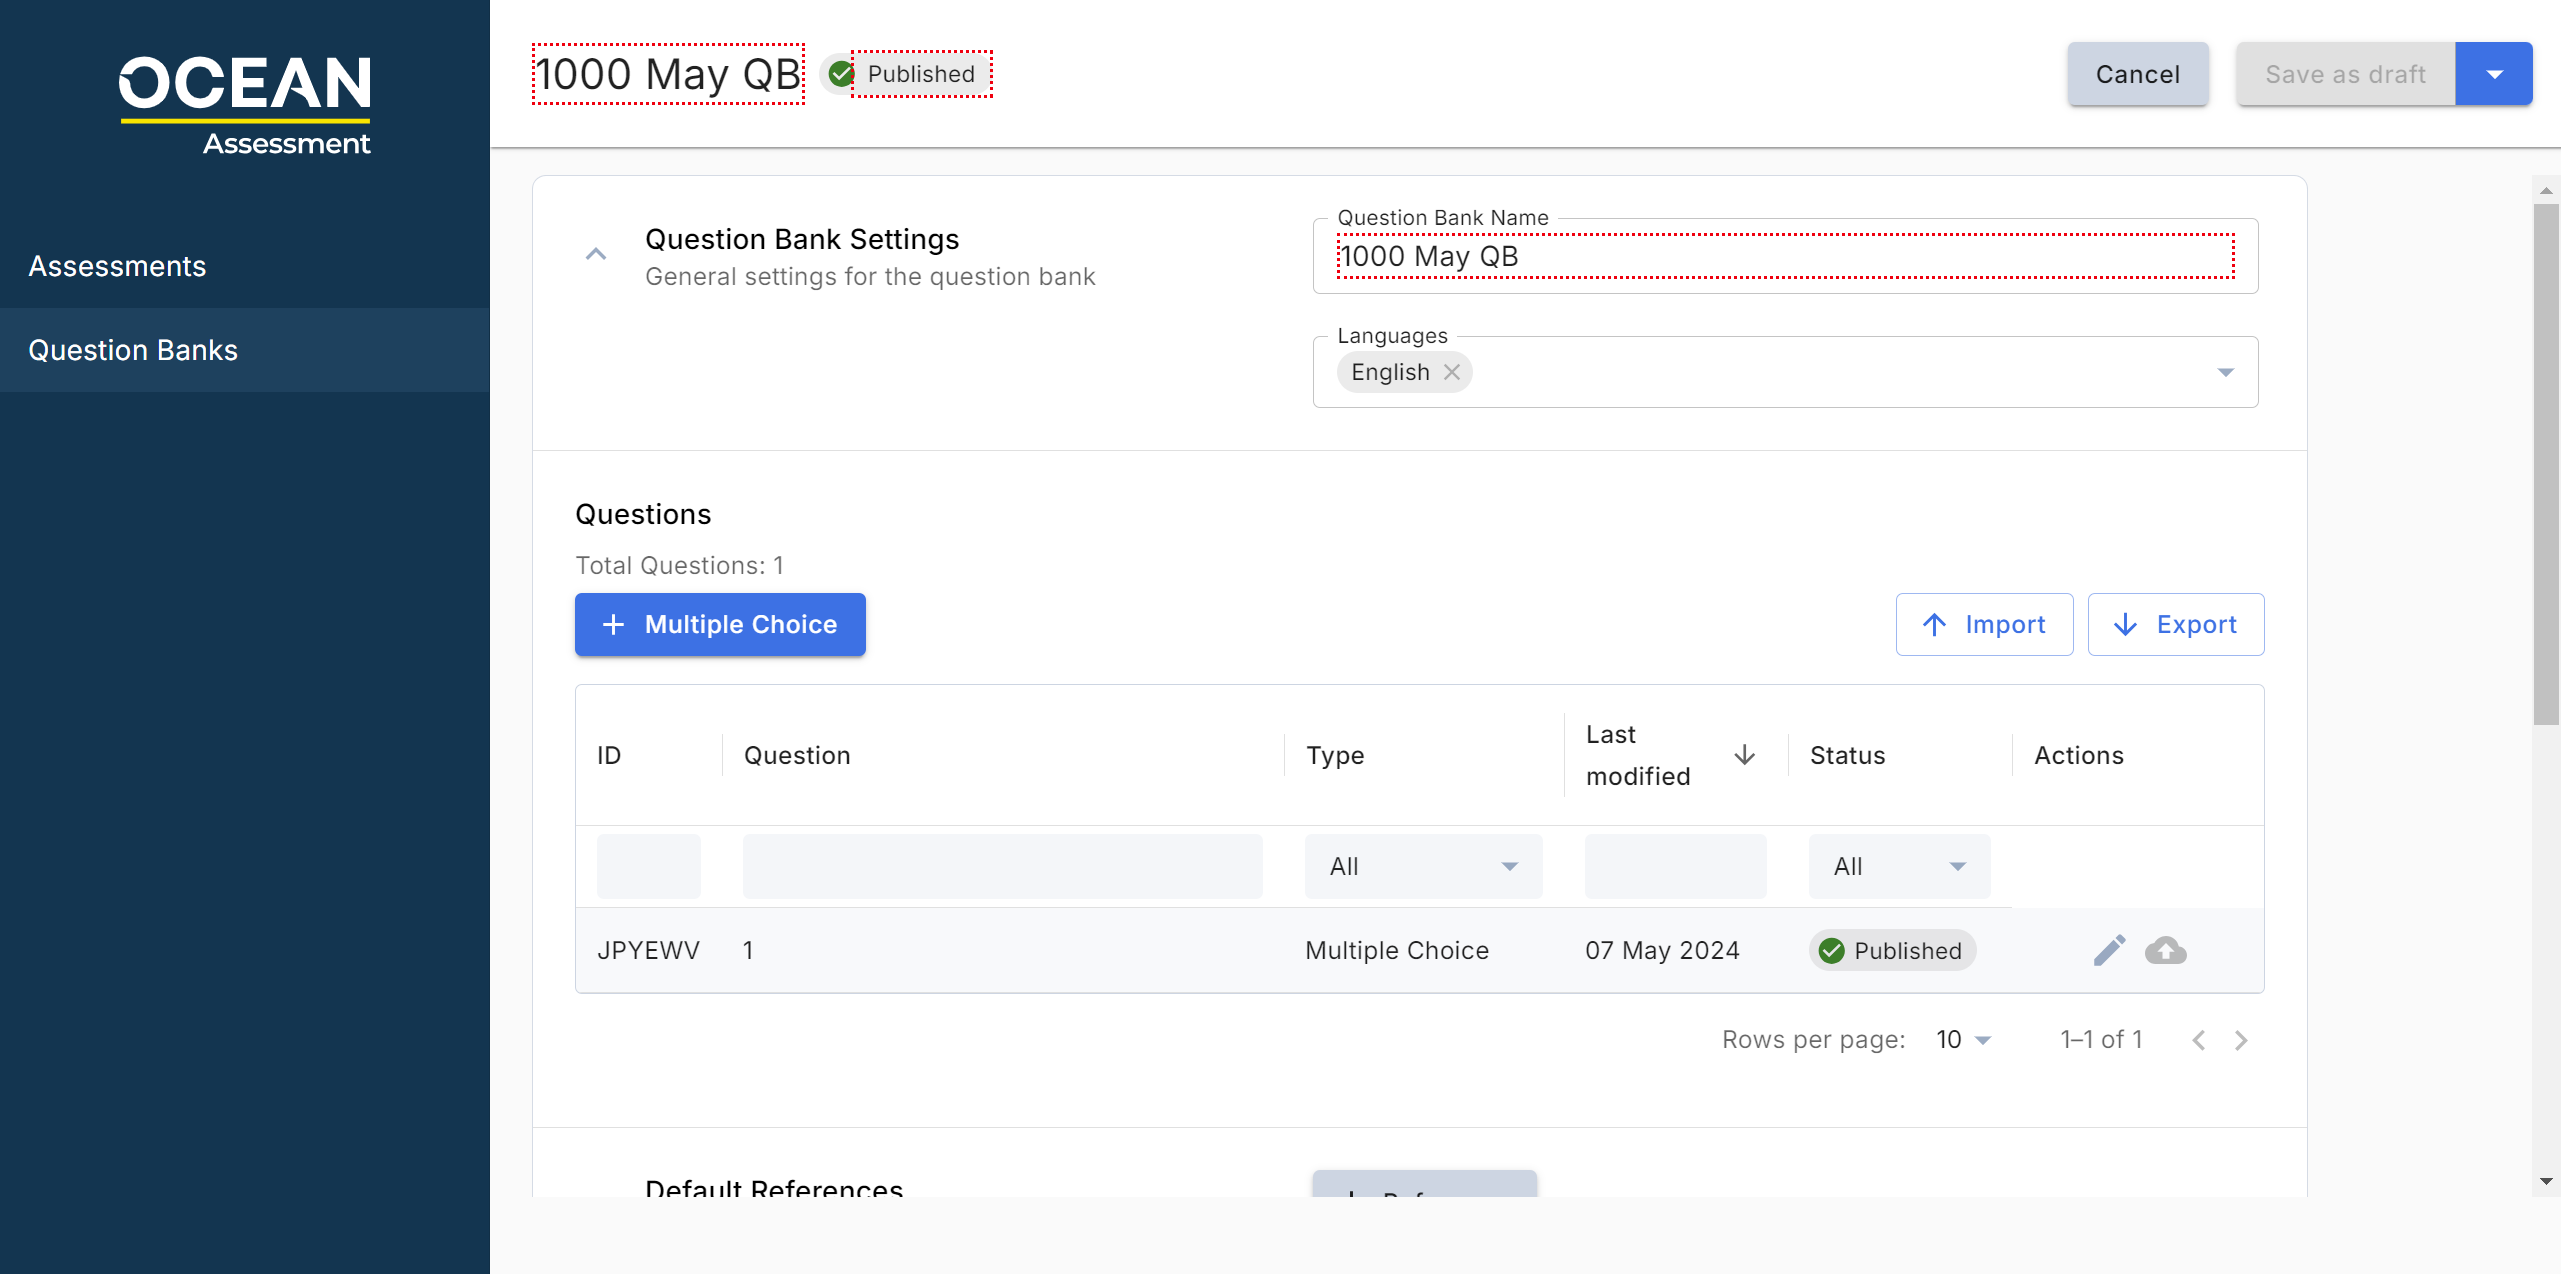 OCEAN
Assessment
Assessments
Question Banks
1000 May QB
Published
Cancel
Save as draft
Question Bank Settings
General settings for the question bank
Question Bank Name
1000 May QB
Languages
English
Questions
Total Questions: 1
Multiple Choice
Import
Export
ID
Question
Type
Last
modified
Status
Actions
All
All
JPYEWV
1
Multiple Choice
07 May 2024
Published
Rows per page:
10
1–1 of 1
Default References